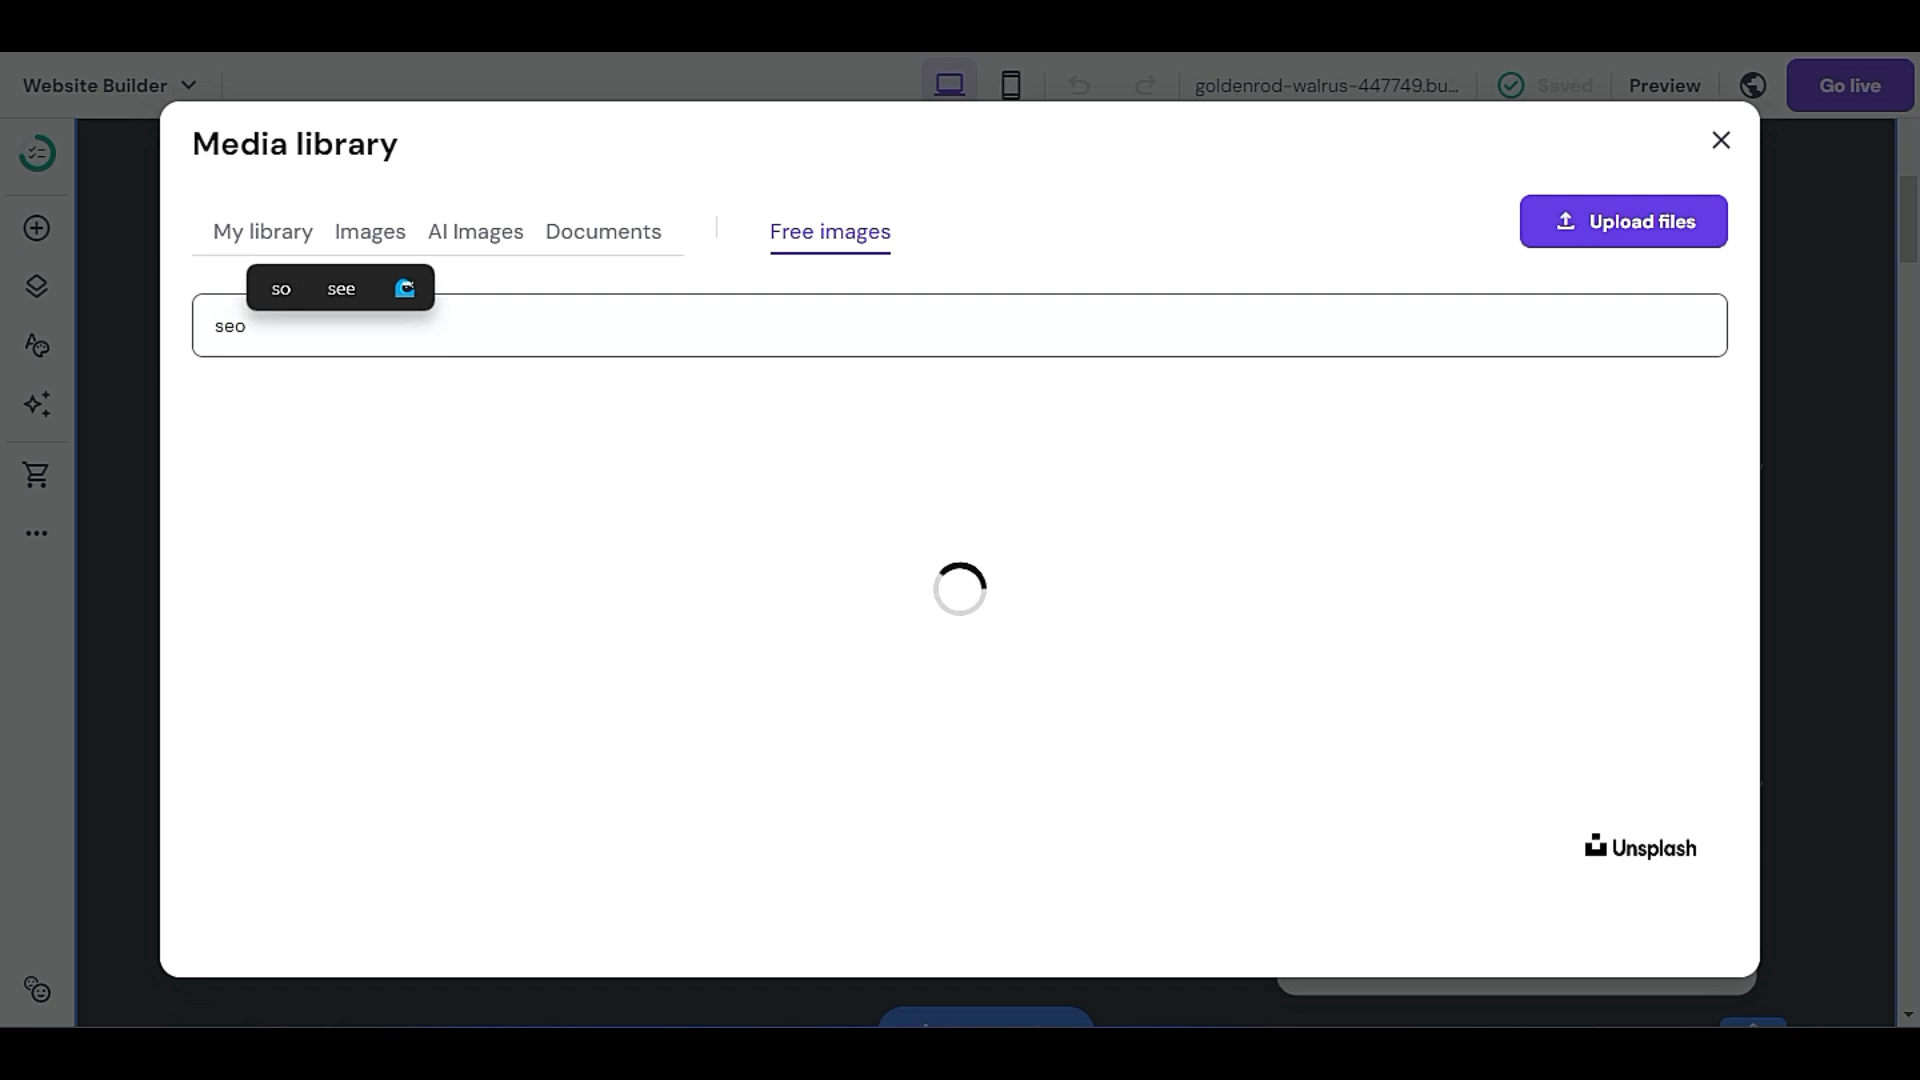 Website Builder
goldenrod-walrus-447749.bu...
Saved
Preview
Go live
Media library
My library
Images
AI Images
Documents
Free images
Upload files
so
see
seo
Unsplash